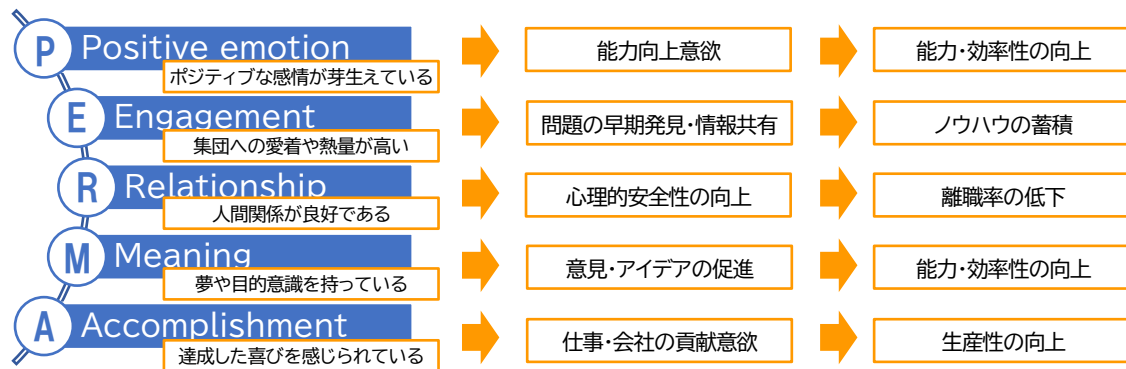 P Positive emotion
ポジティブな感情が芽生えている
能力向上意欲
能力・効率性の向上
E Engagement
集団への愛着や熱量が高い
問題の早期発見・情報共有
ノウハウの蓄積
R Relationship
人間関係が良好である
心理的安全性の向上
離職率の低下
M Meaning
夢や目的意識を持っている
意見・アイデアの促進
能力・効率性の向上
A Accomplishment
達成した喜びを感じられている
仕事・会社の貢献意欲
生産性の向上